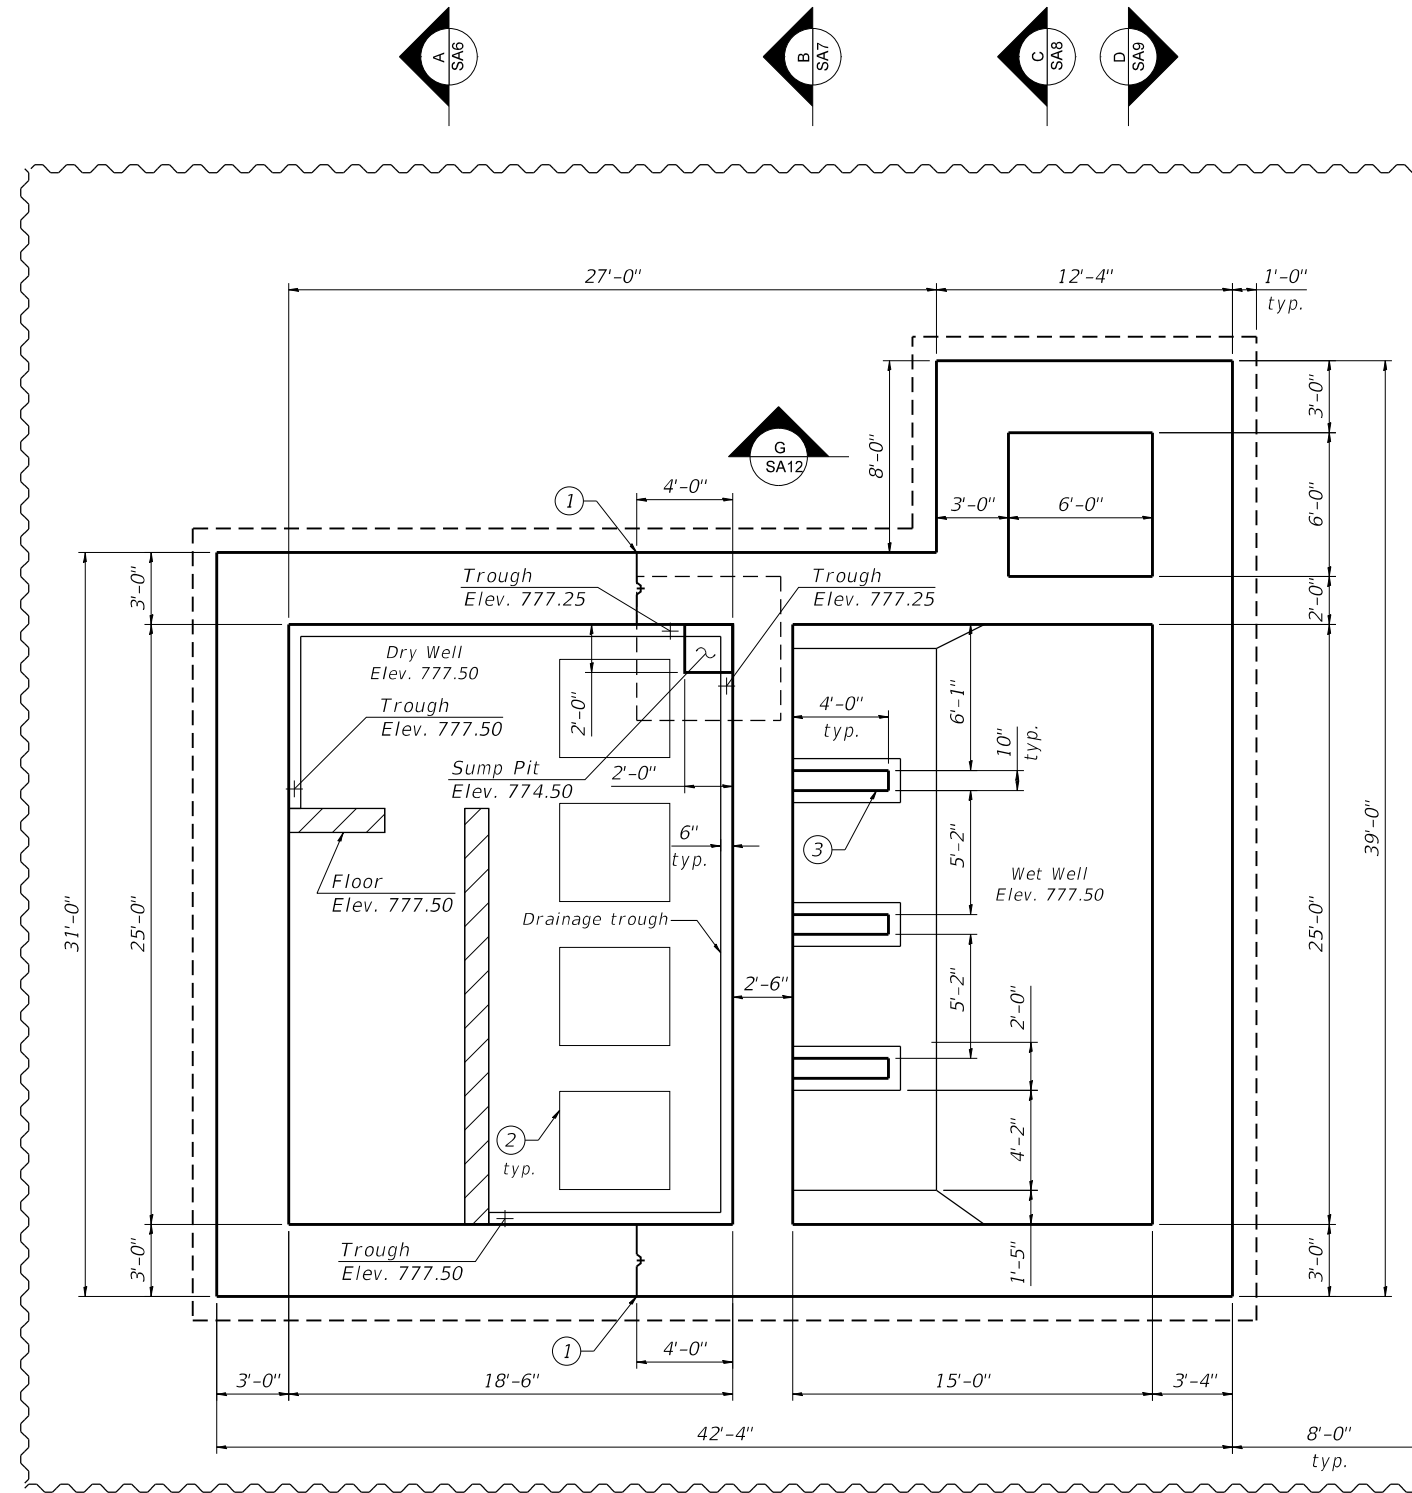 A
SA6
B
SA7
C
SA8
D
SA9
27'-0"
12'-4"
1'-0"
typ.
G
SA12
8'-0"
3'-0"
39'-0"
4'-0"
1
3'-0"
6'-0"
6'-0"
3'-0"
Trough
Elev. 777.25
Trough
Elev. 777.25
2'-0"
Dry Well
Elev. 777.50
Trough
Elev. 777.50
2'-0"
4'-0"
typ.
6'-1"
10"
typ.
Sump Pit
Elev. 774.50
2'-0"
6"
typ.
3
5'-2"
Floor
Elev. 777.50
Wet Well
Elev. 777.50
Drainage trough
31'-0"
25'-0"
25'-0"
2'-6"
5'-2"
2'-0"
2
typ.
4'-2"
Trough
Elev. 777.50
3'-0"
1'-5"
3'-0"
1
4'-0"
3'-0"
18'-6"
15'-0"
3'-4"
42'-4"
8'-0"
typ.